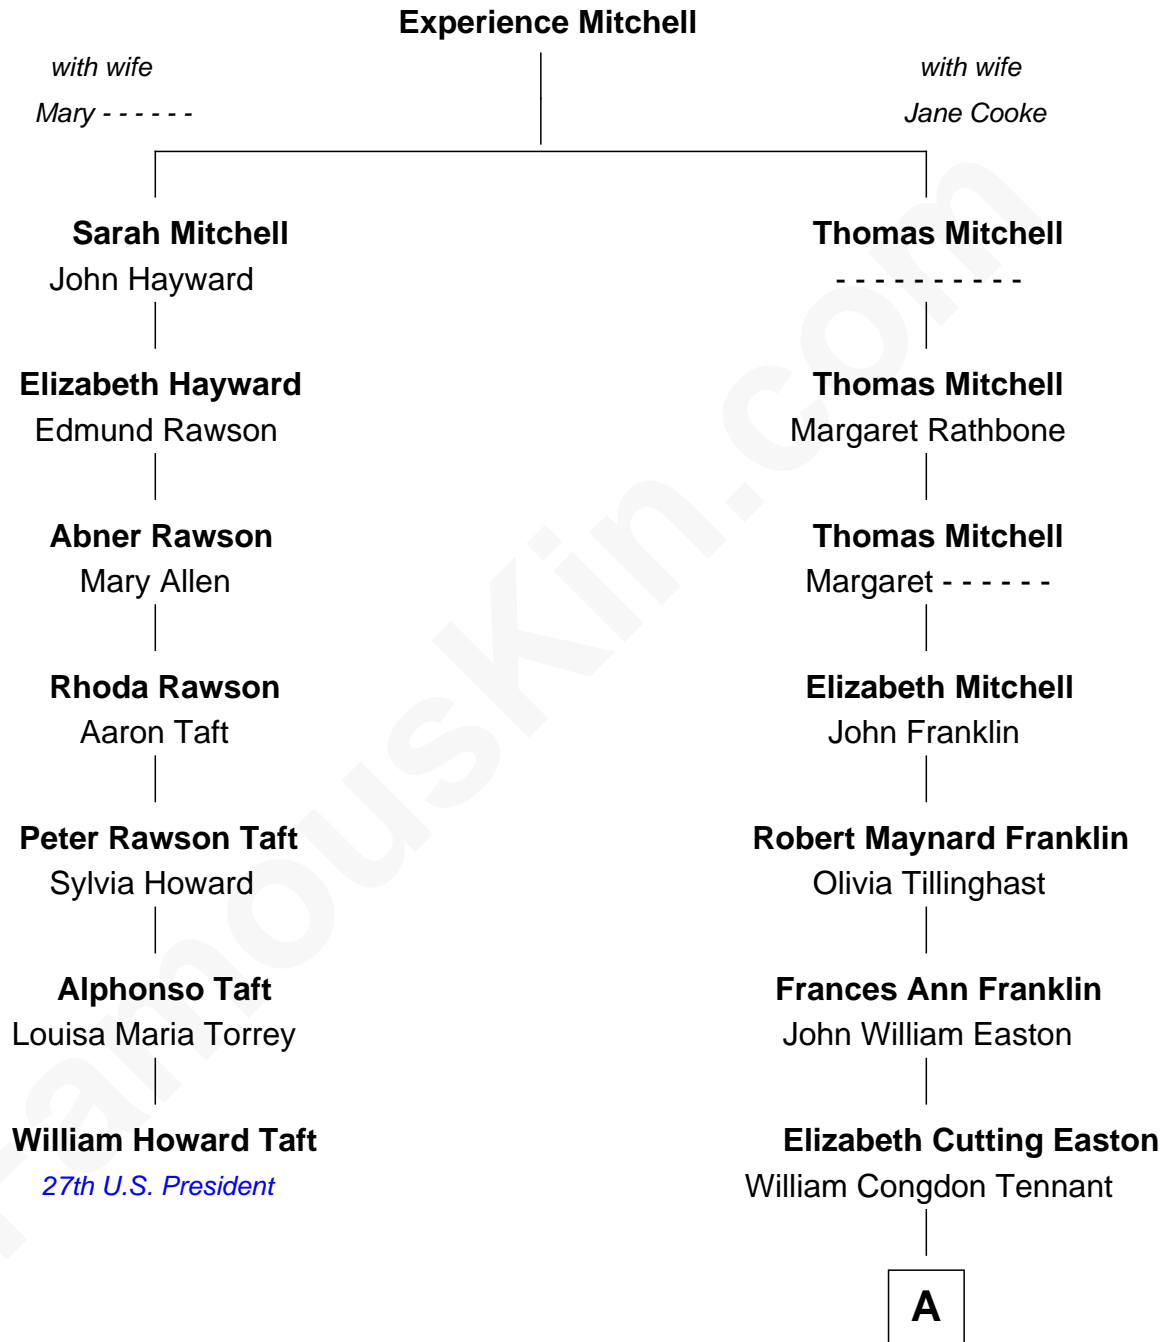 Experience Mitchell
with wife
Mary - - - - - -
with wife
Jane Cooke
Sarah Mitchell
John Hayward
Thomas Mitchell
- - - - - - - - - -
Elizabeth Hayward
Edmund Rawson
Thomas Mitchell
Margaret Rathbone
Abner Rawson
Mary Allen
Thomas Mitchell
Margaret - - - - - -
Rhoda Rawson
Aaron Taft
Elizabeth Mitchell
John Franklin
Peter Rawson Taft
Sylvia Howard
Robert Maynard Franklin
Olivia Tillinghast
Alphonso Taft
Louisa Maria Torrey
Frances Ann Franklin
John William Easton
William Howard Taft
27th U.S. President
Elizabeth Cutting Easton
William Congdon Tennant
A
FamousKin.com